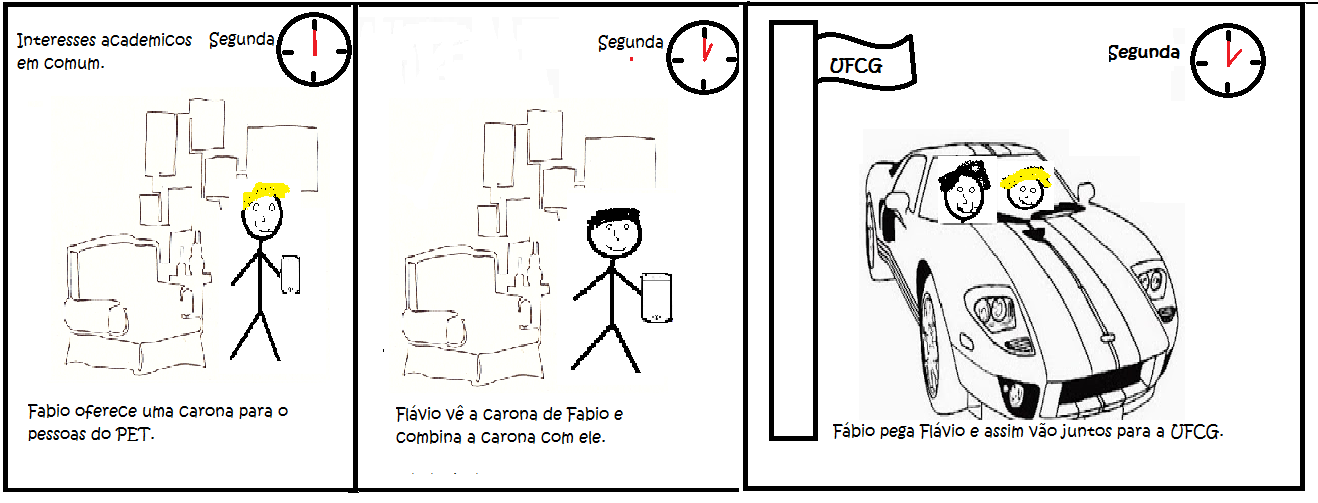 Interesses academicos
em comum.
Segunda
Fabio oferece uma carona para o
pessoas do PET.
Segunda
Flávio vê a carona de Fabio e
combina a carona com ele.
UFCG
Segunda
Fábio pega Flávio e assim vão juntos para a UFCG.